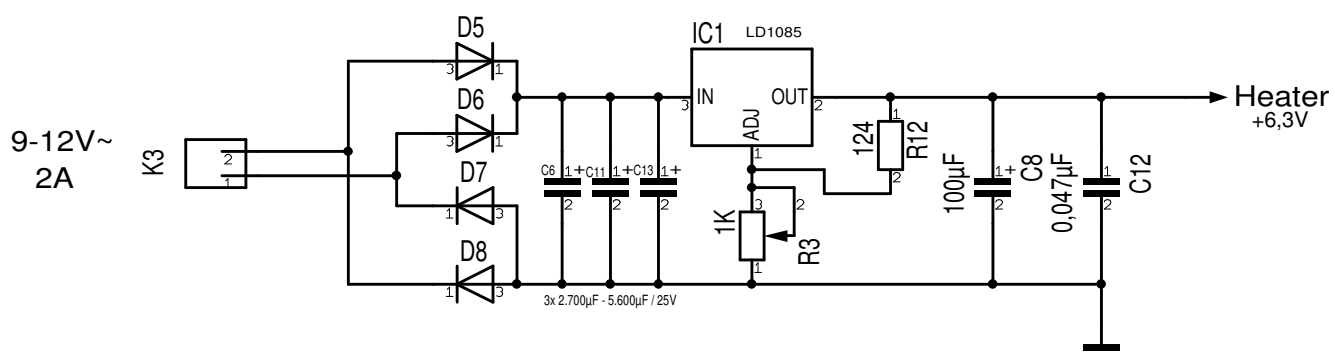 9-12V~
2A
K3
2
1
D5
3
1
D6
3
1
D7
1
3
D8
1
3
C6
1+
2
C11
1+
2
C13
1+
2
3x 2.700µF - 5.600µF / 25V
IC1
LD1085
3
IN
OUT
2
ADJ
1
1K
3
2
1
R3
124
1
2
R12
100µF
1+
2
C8
0,047µF
1
2
C12
Heater
+6,3V